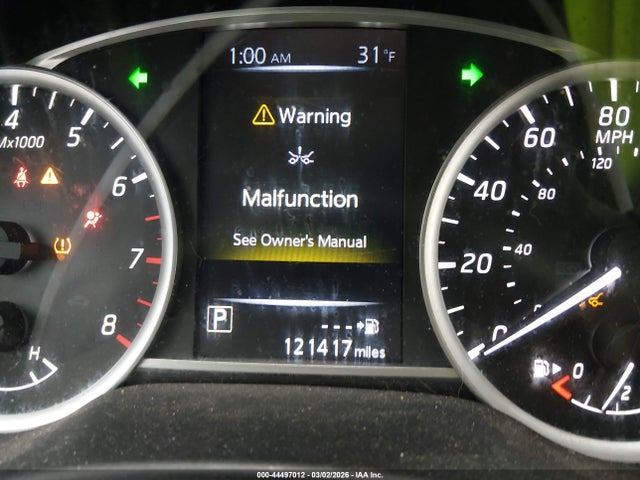 1:00 AM 31°F
Warning
Malfunction
See Owner's Manual
P
--- 
121417 miles
4
x1000
5
6
7
8
H
80
MPH
60
120
40
80
20
40
0
0
0
2
000-44497012 - 03/02/2026 - IAA Inc.